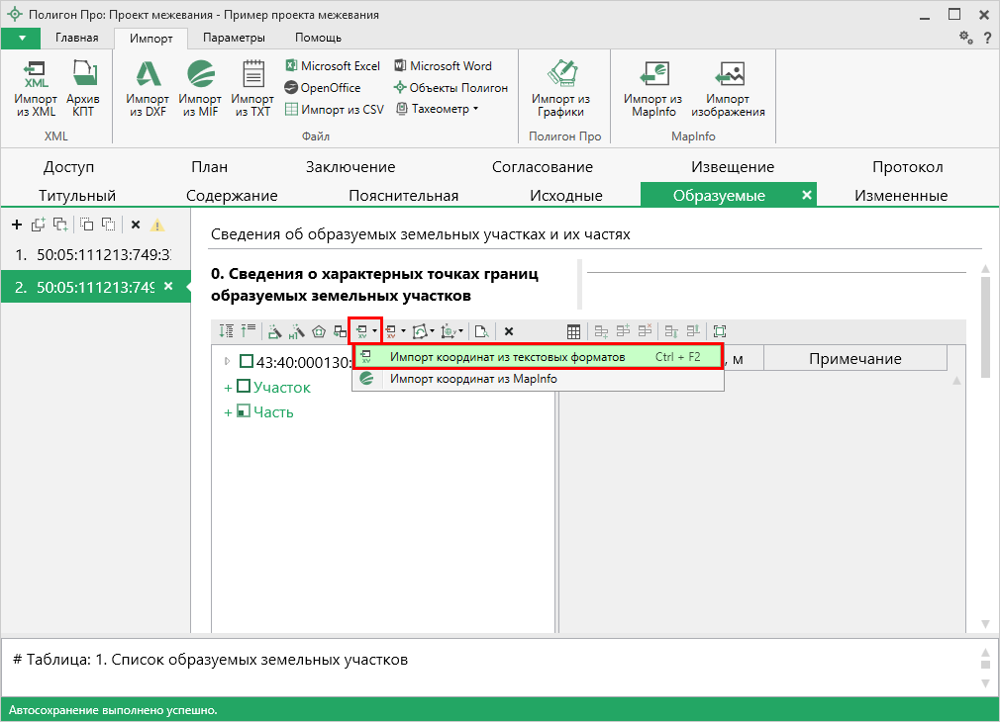 Полигон Про: Проект межевания - Пример проекта межевания
Главная Импорт Параметры Помощь ?
XML
Импорт из XML
Архив КПТ
XML
Импорт из DXF
Импорт из MIF
Импорт из TXT
Microsoft Excel
OpenOffice
Импорт из CSV
Microsoft Word
Объекты Полигон
Тахеометр
Файл
Импорт из Графики
Полигон Про
Импорт из MapInfo
Импорт изображения
MapInfo
Доступ План Заключение Согласование Извещение Протокол
Титульный Содержание Пояснительная Исходные Образуемые Измененные
Сведения об образуемых земельных участках и их частях
1. 50:05:111213:749:3
2. 50:05:111213:749
0. Сведения о характерных точках границ
образуемых земельных участков
43:40:000130:
Импорт координат из текстовых форматов Ctrl + F2
, м Примечание
Импорт координат из MapInfo
+ Участок
+ Часть
# Таблица: 1. Список образуемых земельных участков
Автосохранение выполнено успешно.